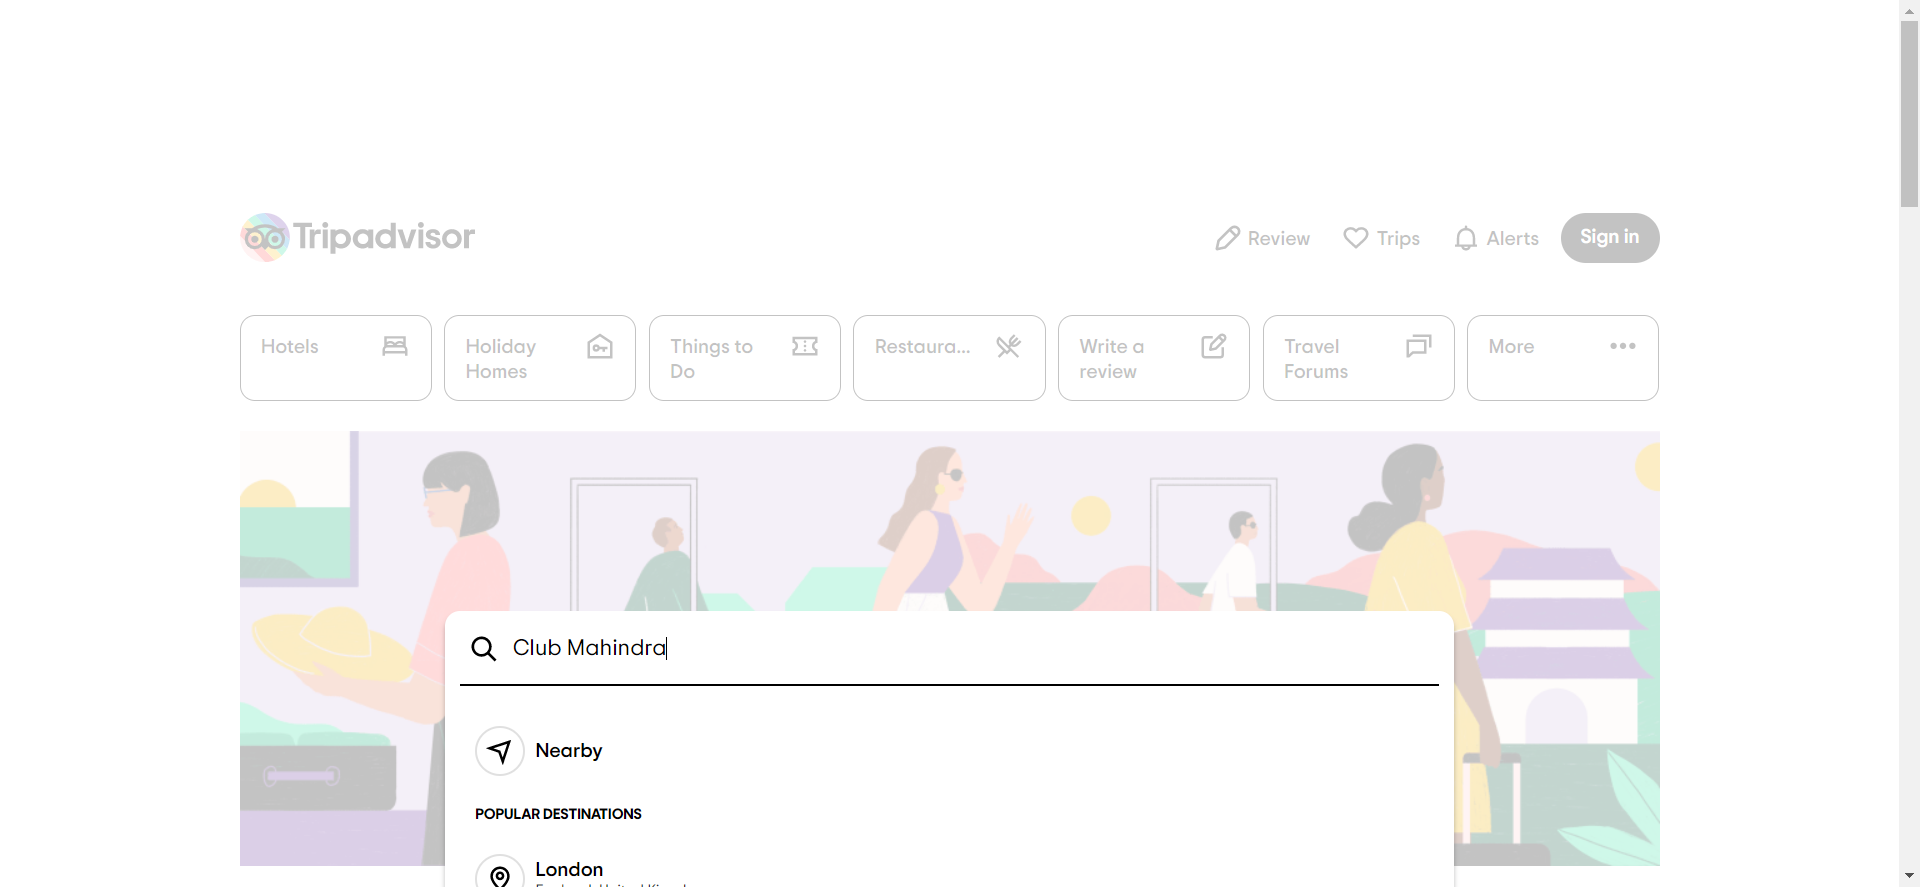 Tripadvisor
Review
Trips
Alerts
Sign in
Hotels
Holiday
Homes
Things to
Do
Restaura...
Write a
review
Travel
Forums
More
Club Mahindra
Nearby
POPULAR DESTINATIONS
London